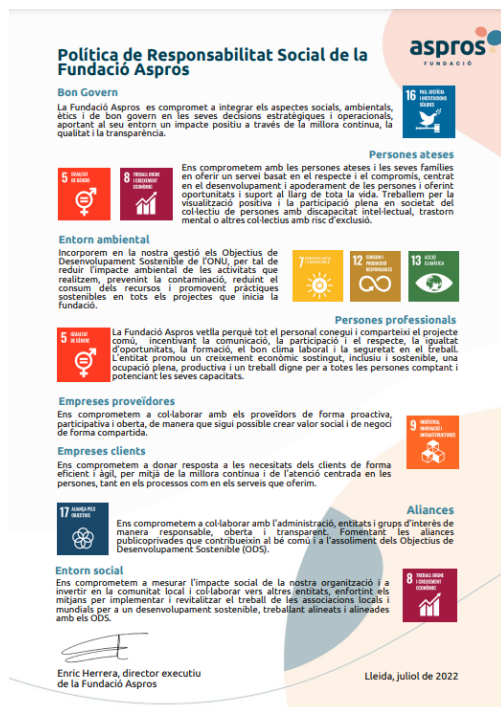 aspros
FUNDACIÓ
Política de Responsabilitat Social de la
Fundació Aspros
Bon Govern
La Fundació Aspros es compromet a integrar els aspectes socials, ambientals,
ètics i de bon govern en les seves decisions estratègiques i operacionals,
aportant al seu entorn un impacte positiu a través de la millora continua, la
qualitat i la transparència.
16 PAU, JUSTÍCIA
I INSTITUCIONS
SÒLIDES
Persones ateses
5 IGUALTAT
DE GÈNERE
8 TREBALL DIGNE
I CREIXEMENT
ECONÒMIC
Ens comprometem amb les persones ateses i les seves famílies
en oferir un servei basat en el respecte i el compromís, centrat
en el desenvolupament i apoderament de les persones i oferint
oportunitats i suport al llarg de tota la vida. Treballem per la
visualització positiva i la participació plena en societat del
col·lectiu de persones amb discapacitat intel·lectual, trastorn
mental o altres col·lectius amb risc d'exclusió.
Entorn ambiental
Incorporem en la nostra gestió els Objectius de
Desenvolupament Sostenible de l'ONU, per tal de
reduir l'impacte ambiental de les activitats que
realitzem, prevenint la contaminació, reduint el
consum dels recursos i promovent pràctiques
sostenibles en tots els projectes que inicia la
fundació.
7
12 CONSUM I
PRODUCCIÓ
RESPONSABLES
13 ACCIÓ
CLIMÀTICA
Persones professionals
5 IGUALTAT
DE GÈNERE
La Fundació Aspros vetlla perquè tot el personal conegui i comparteixi el projecte
comú, incentivant la comunicació, la participació i el respecte, la igualtat
d'oportunitats, la formació, el bon clima laboral i la seguretat en el treball.
L'entitat promou un creixement econòmic sostingut, inclusiu i sostenible, una
ocupació plena, productiva i un treball digne per a totes les persones comptant i
potenciant les seves capacitats.
Empreses proveïdores
Ens comprometem a col·laborar amb els proveïdors de forma proactiva,
participativa i oberta, de manera que sigui possible crear valor social i de negoci
de forma compartida.
9 INDÚSTRIA,
INNOVACIÓ I
INFRAESTRUCTURES
Empreses clients
Ens comprometem a donar resposta a les necesitats dels clients de forma
eficient i àgil, per mitjà de la millora continua i de l'atenció centrada en les
persones, tant en els processos com en els serveis que oferim.
17 ALIANÇA PELS
OBJECTIUS
Aliances
Ens comprometem a col·laborar amb l'administració, entitats i grups d'interès de
manera responsable, oberta i transparent. Fomentant les aliances
publicoprivades que contribueixin al bé comú i a l'assoliment dels Objectius de
Desenvolupament Sostenible (ODS).
Entorn social
Ens comprometem a mesurar l'impacte social de la nostra organització i a
invertir en la comunitat local i col·laborar vers altres entitats, enfortint els
mitjans per implementar i revitalitzar el treball de les associacions locals i
mundials per a un desenvolupament sostenible, treballant alineats i alineades
amb els ODS.
8 TREBALL DIGNE
I CREIXEMENT
ECONÒMIC
Enric Herrera, director executiu
de la Fundació Aspros
Lleida, juliol de 2022